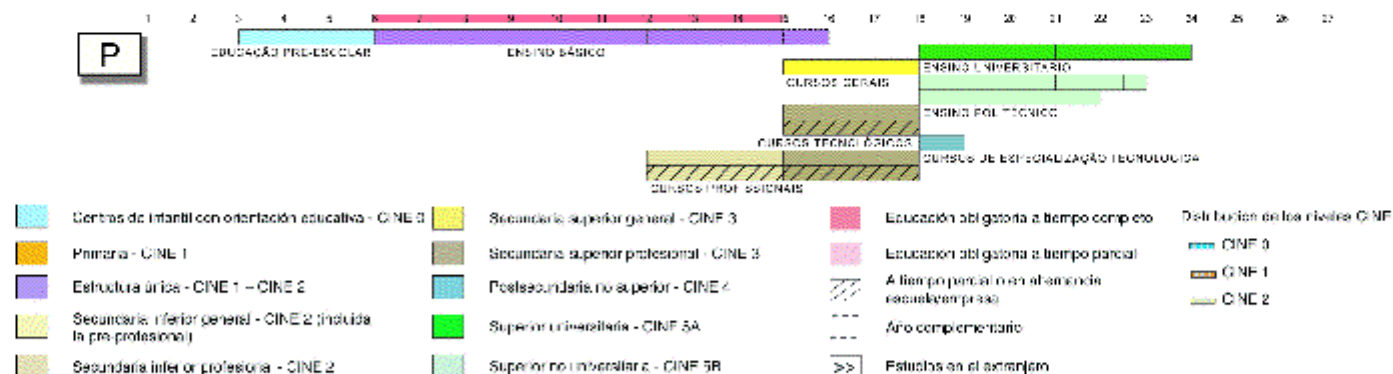 1 2 3 4 5 6 7 8 9 10 11 12 13 14 15 16 17 18 19 20 21 22 23 24 25 26 27
P
EDUCAÇÃO PRÉ-ESCOLAR
ENSINO BÁSICO
ENSINO UNIVERSITARIO
CURSOS GERAIS
ENSINO POLITECNICO
CURSOS TECNOLÓGICOS
CURSOS DE ESPECIALIZAÇÃO TECNOLOGICA
CURSOS PROFISSIONAIS
Centros de infantil con orientación educativa - CINE 0
Primaria - CINE 1
Estructura única - CINE 1 – CINE 2
Secundaria inferior general - CINE 2 (incluida
la pre-profesional)
Secundaria inferior profesional - CINE 2
Secundaria superior general - CINE 3
Secundaria superior profesional - CINE 3
Postsecundaria no superior - CINE 4
Superior universitaria - CINE 5A
Superior no universitaria - CINE 5B
Educación obligatoria a tiempo completo
Educación obligatoria a tiempo parcial
A tiempo parcial o en alternancia
escuela/empresa
Año complementario
>> Estudios en el extranjero
Distribución de los niveles CINE
CINE 0
CINE 1
CINE 2